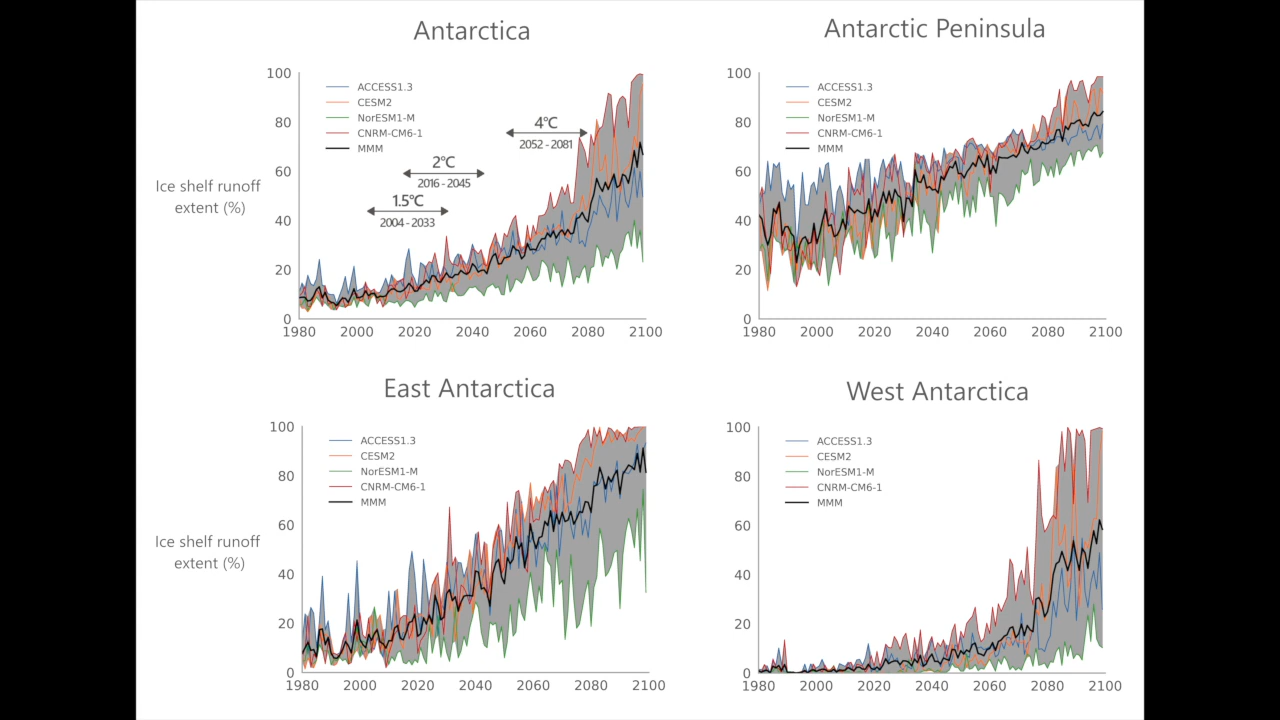 Antarctica
100
80
60
40
20
0
1980 2000 2020 2040 2060 2080 2100
ACCESS1.3
CESM2
NorESM1-M
CNRM-CM6-1
MMM
4°C
2052 - 2081
2°C
2016 - 2045
1.5°C
2004 - 2033
Ice shelf runoff
extent (%)
Antarctic Peninsula
100
80
60
40
20
0
1980 2000 2020 2040 2060 2080 2100
ACCESS1.3
CESM2
NorESM1-M
CNRM-CM6-1
MMM
East Antarctica
100
80
60
40
20
0
1980 2000 2020 2040 2060 2080 2100
ACCESS1.3
CESM2
NorESM1-M
CNRM-CM6-1
MMM
Ice shelf runoff
extent (%)
West Antarctica
100
80
60
40
20
0
1980 2000 2020 2040 2060 2080 2100
ACCESS1.3
CESM2
NorESM1-M
CNRM-CM6-1
MMM